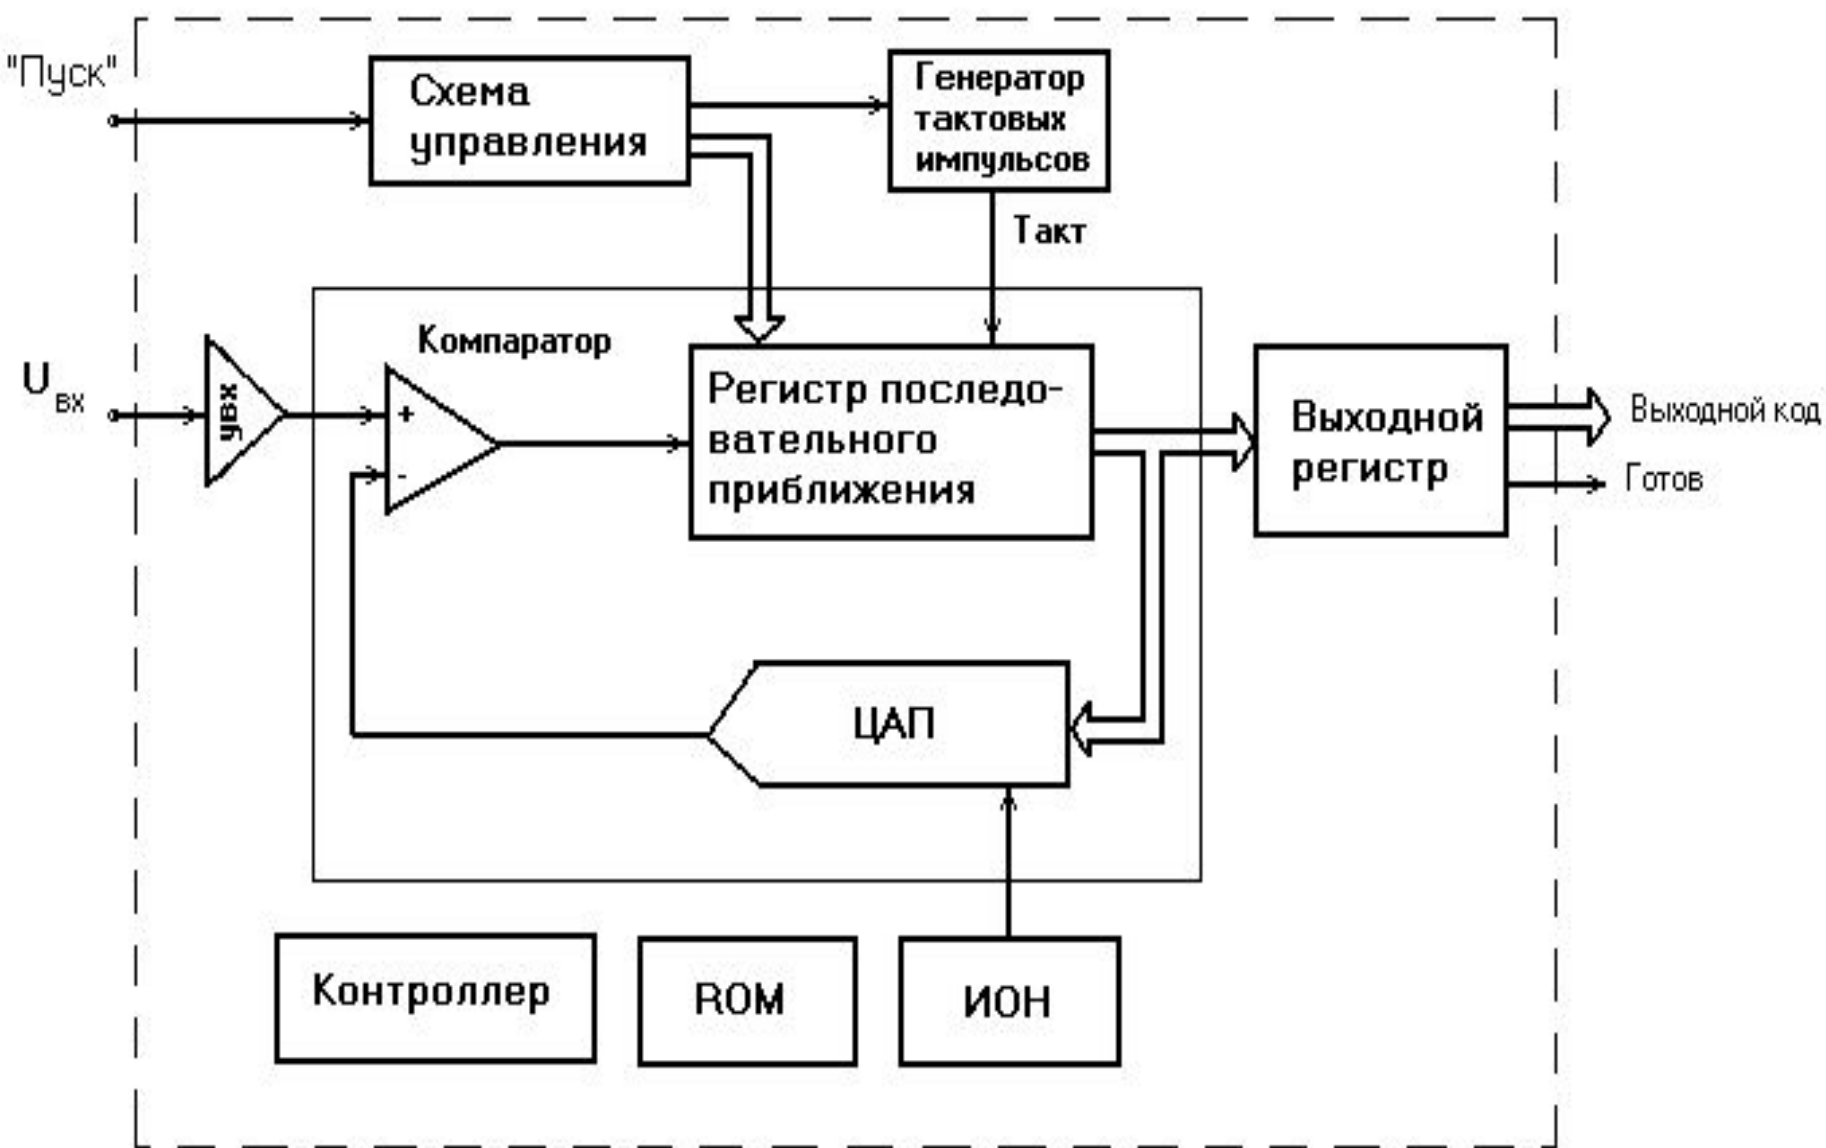 "Пуск"
Схема
управления
Генератор
тактовых
импульсов
Такт
Компаратор
U вх
увх
+
-
Регистр последо-
вательного
приближения
Выходной
регистр
Выходной код
Готов
ЦАП
Контроллер
ROM
ИОН